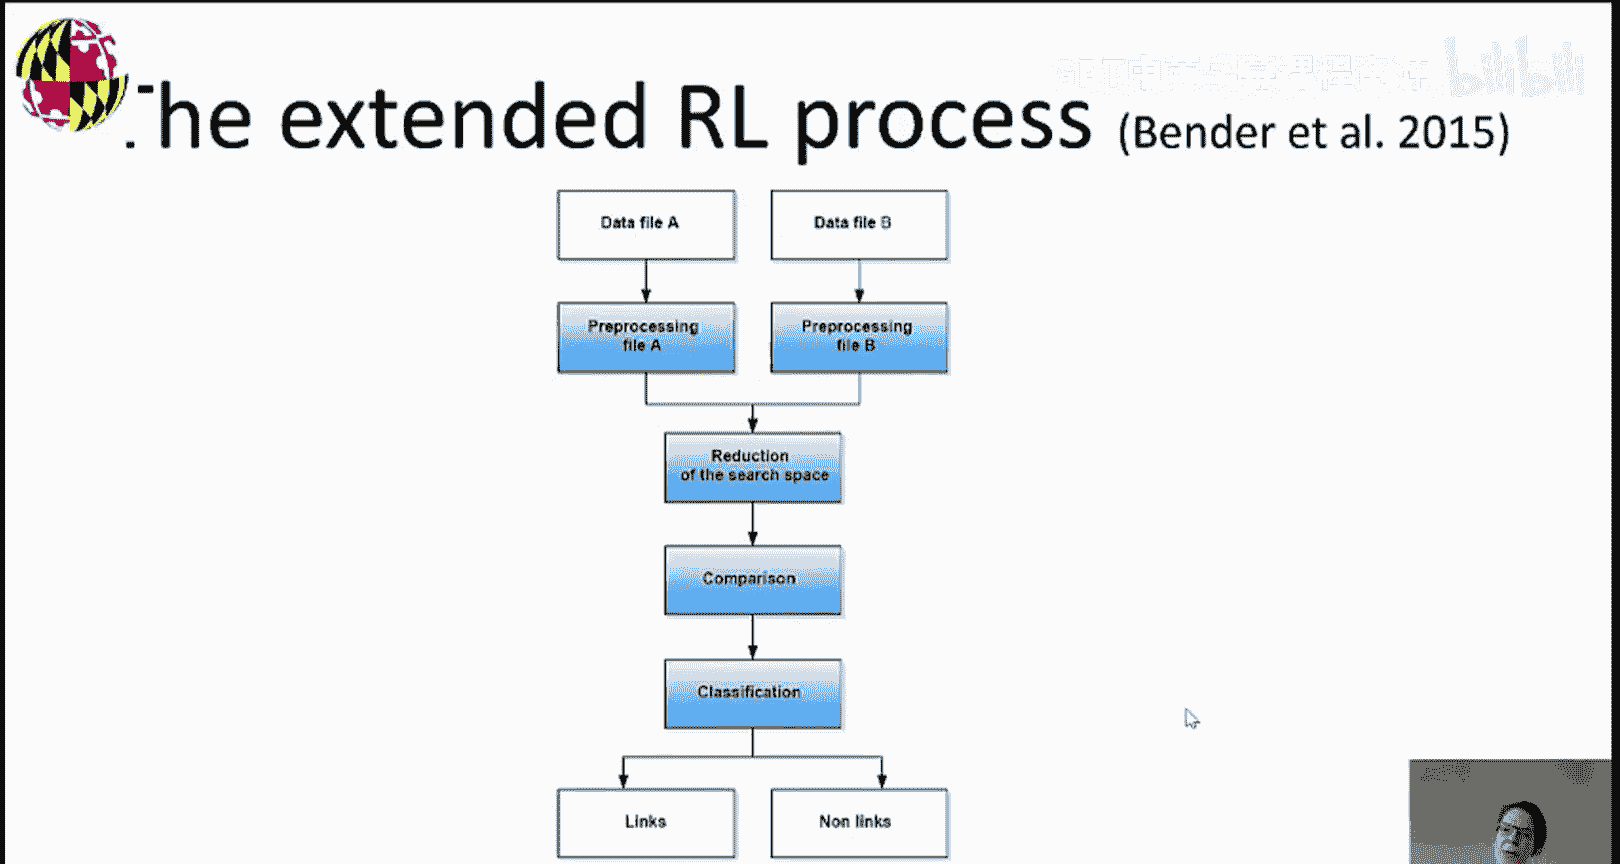 The extended RL process (Bender et al. 2015)
Data file A
Data file B
Preprocessing
file A
Preprocessing
file B
Reduction
of the search space
Comparison
Classification
Links
Non links
bilibili